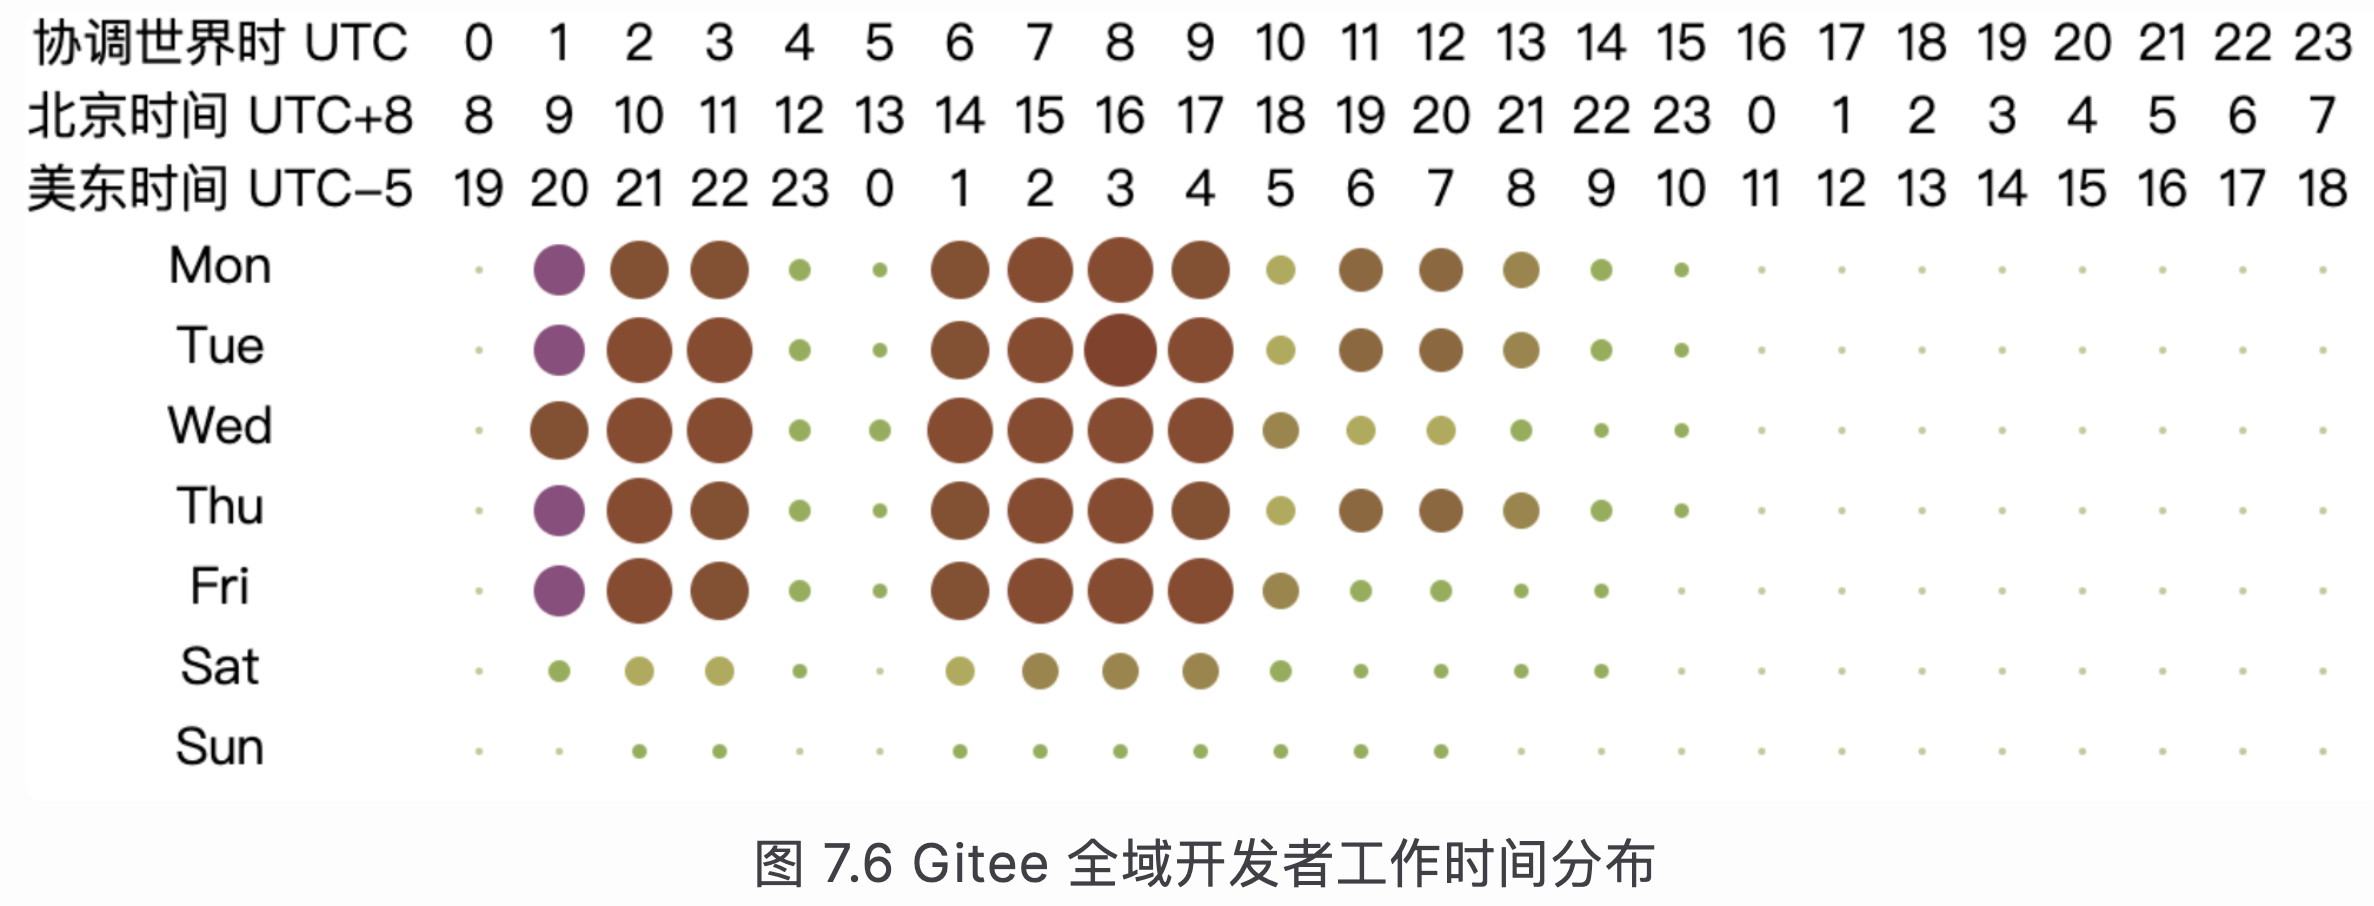 协调世界时 UTC 0 1 2 3 4 5 6 7 8 9 10 11 12 13 14 15 16 17 18 19 20 21 22 23
北京时间 UTC+8 8 9 10 11 12 13 14 15 16 17 18 19 20 21 22 23 0 1 2 3 4 5 6 7
美东时间 UTC–5 19 20 21 22 23 0 1 2 3 4 5 6 7 8 9 10 11 12 13 14 15 16 17 18
Mon
Tue
Wed
Thu
Fri
Sat
Sun
图 7.6 Gitee 全域开发者工作时间分布